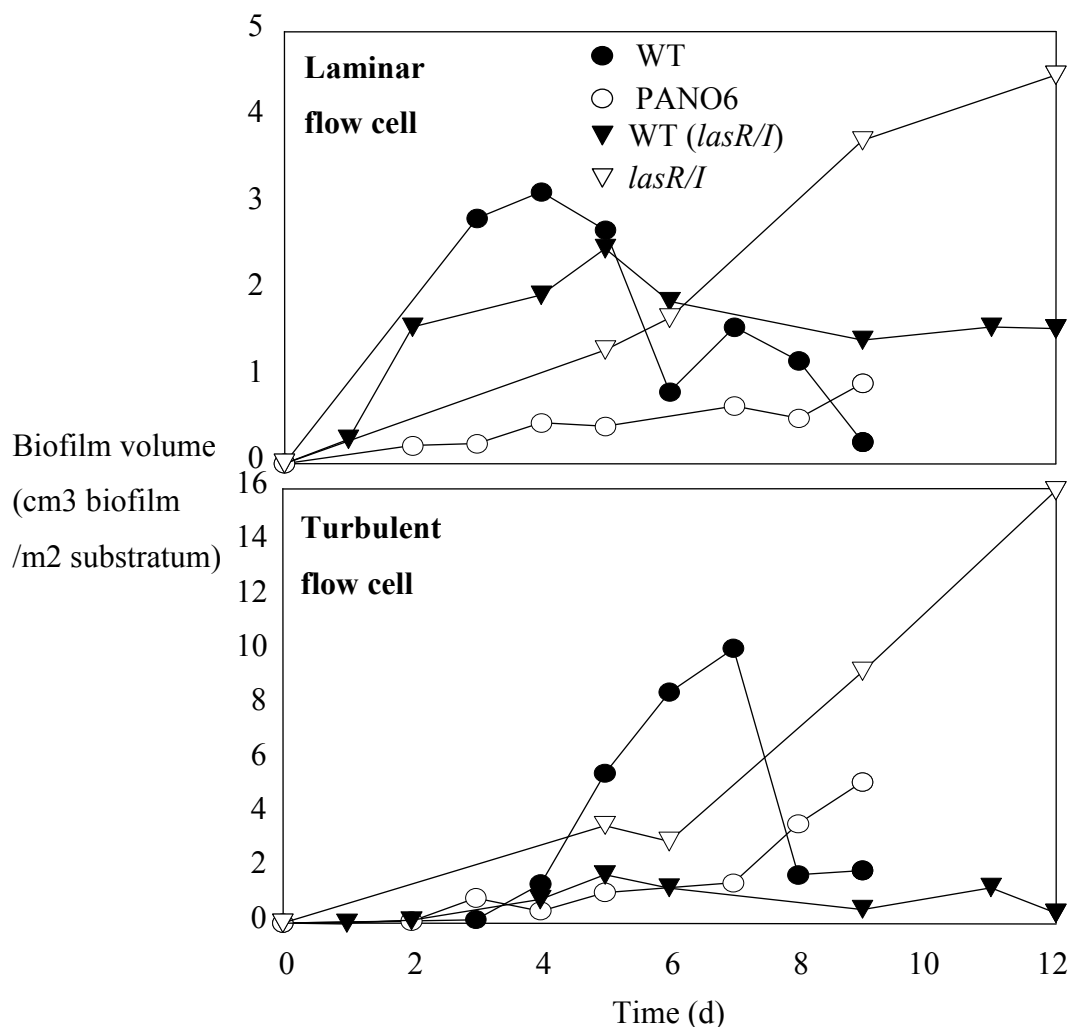 5
4
3
2
1
0
Laminar
flow cell
WT
PANO6
WT (lasR/I)
lasR/I
Biofilm volume
(cm3 biofilm
/m2 substratum)
16
14
12
10
8
6
4
2
0
Turbulent
flow cell
0 2 4 6 8 10 12
Time (d)